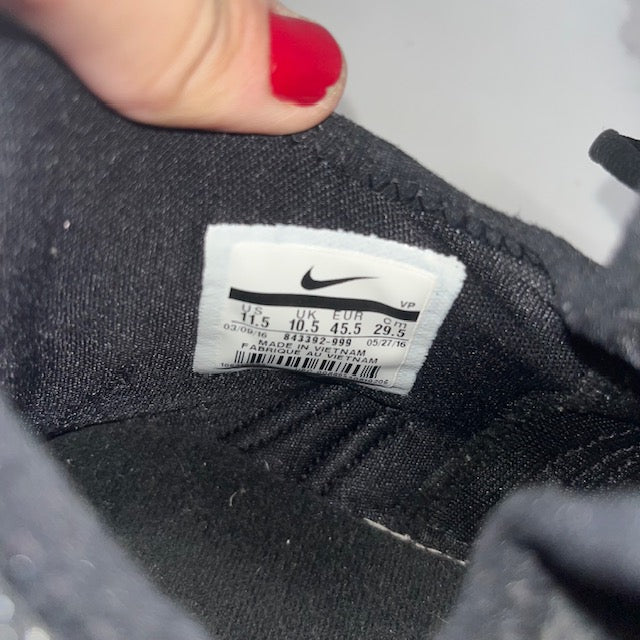 VP
US UK EUR cm
11.5 10.5 45.5 29.5
03/09/16 843392-999 05/27/16
MADE IN VIETNAM
FABRIQUE AU VIETNAM